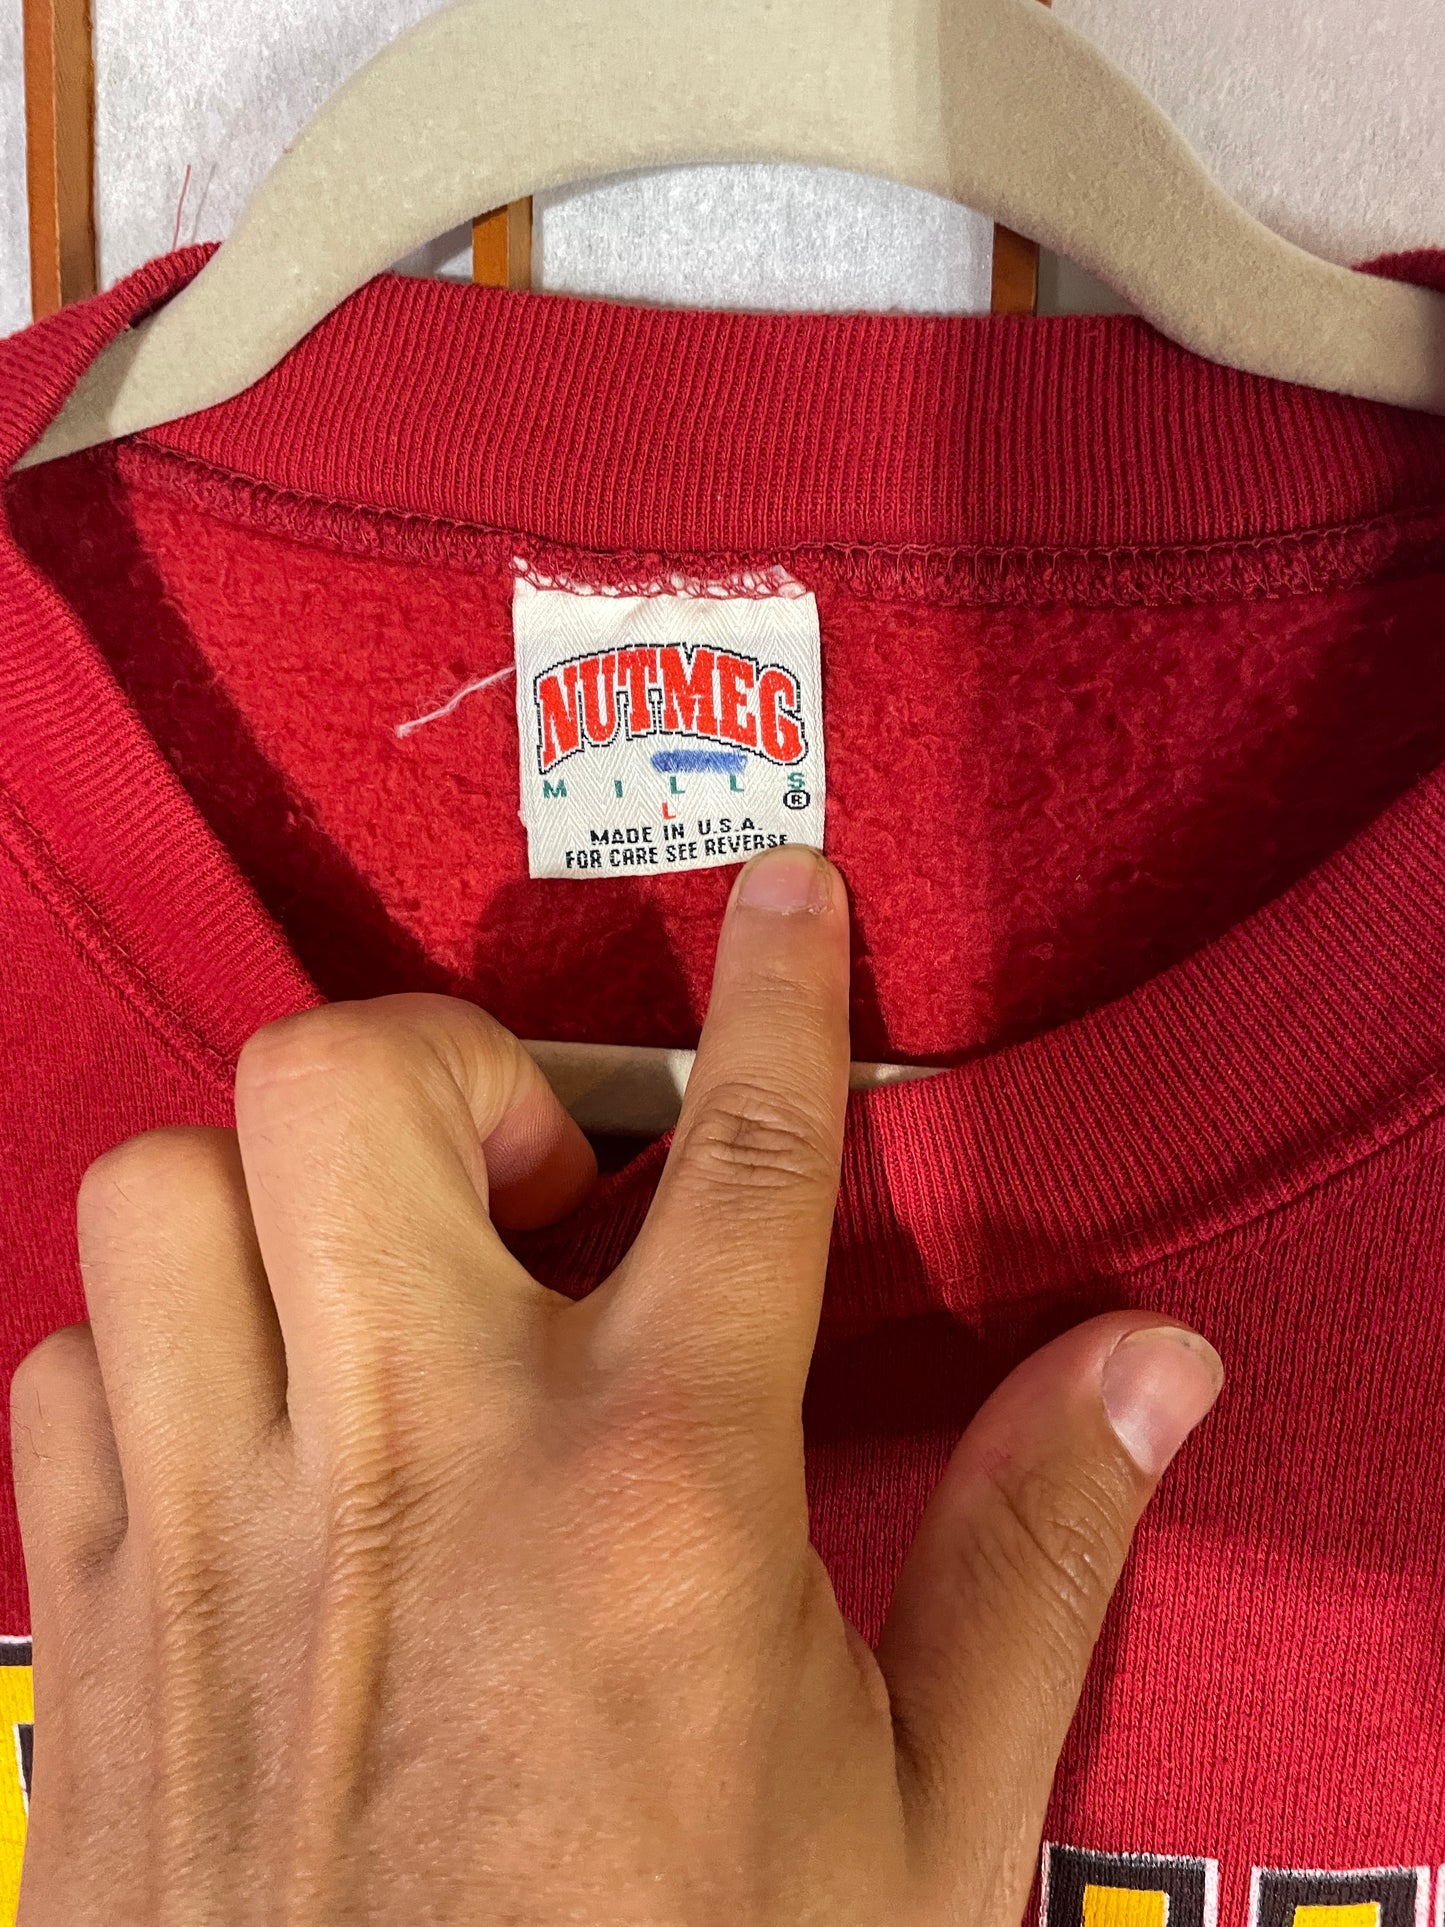 NUTMEG
MILLS
®
L
MADE IN U.S.A.
FOR CARE SEE REVERSE